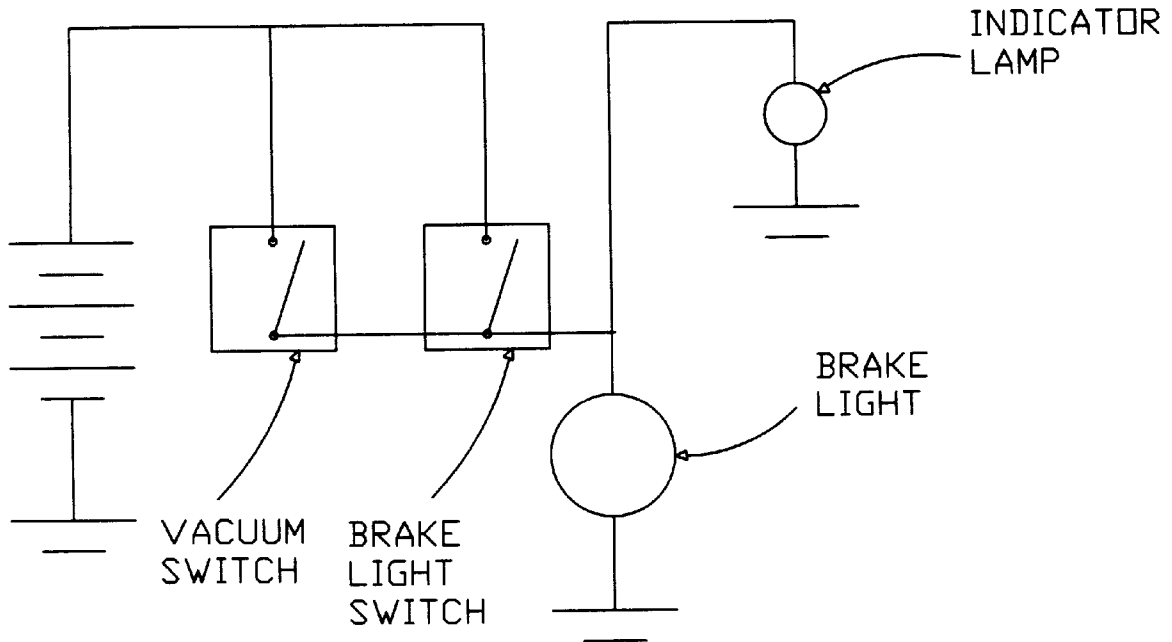 INDICATOR
LAMP
BRAKE
LIGHT
VACUUM
SWITCH
BRAKE
LIGHT
SWITCH